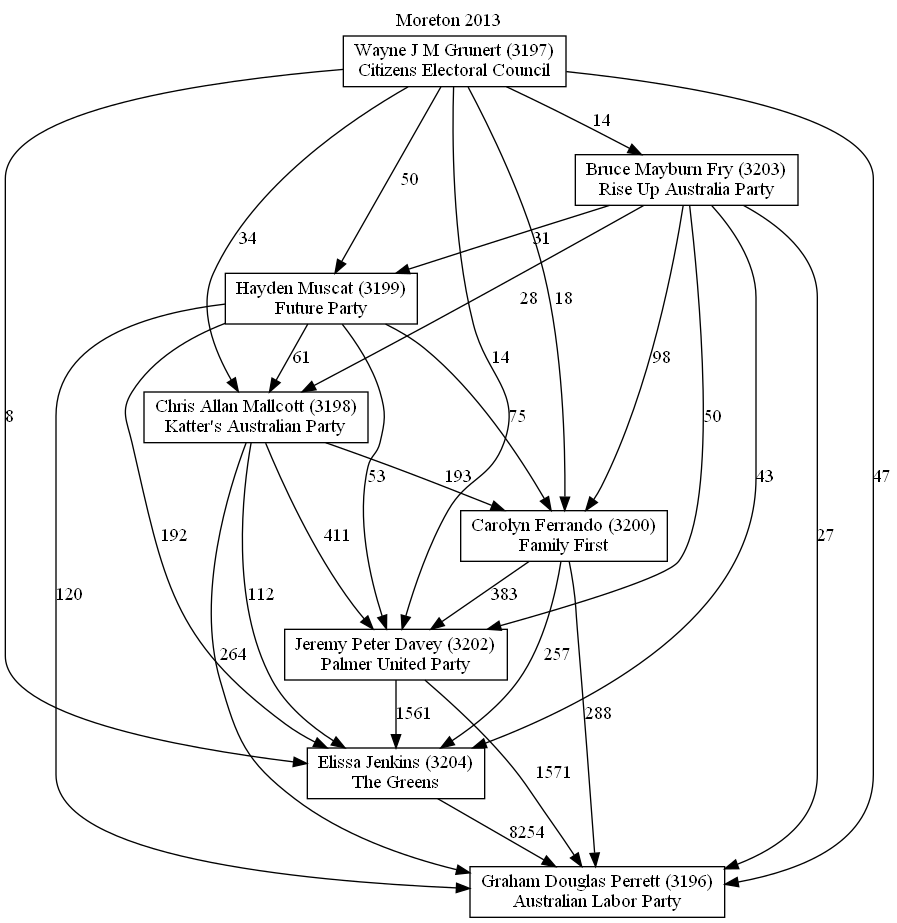 Moreton 2013
Wayne J M Grunert (3197)
Citizens Electoral Council
14
Bruce Mayburn Fry (3203)
Rise Up Australia Party
50
34
31
Hayden Muscat (3199)
Future Party
28
18
61
14
98
Chris Allan Mallcott (3198)
Katter's Australian Party
8
75
50
47
53
193
43
Carolyn Ferrando (3200)
Family First
192
411
27
120
112
383
Jeremy Peter Davey (3202)
Palmer United Party
264
257
1561
288
Elissa Jenkins (3204)
The Greens
1571
8254
Graham Douglas Perrett (3196)
Australian Labor Party